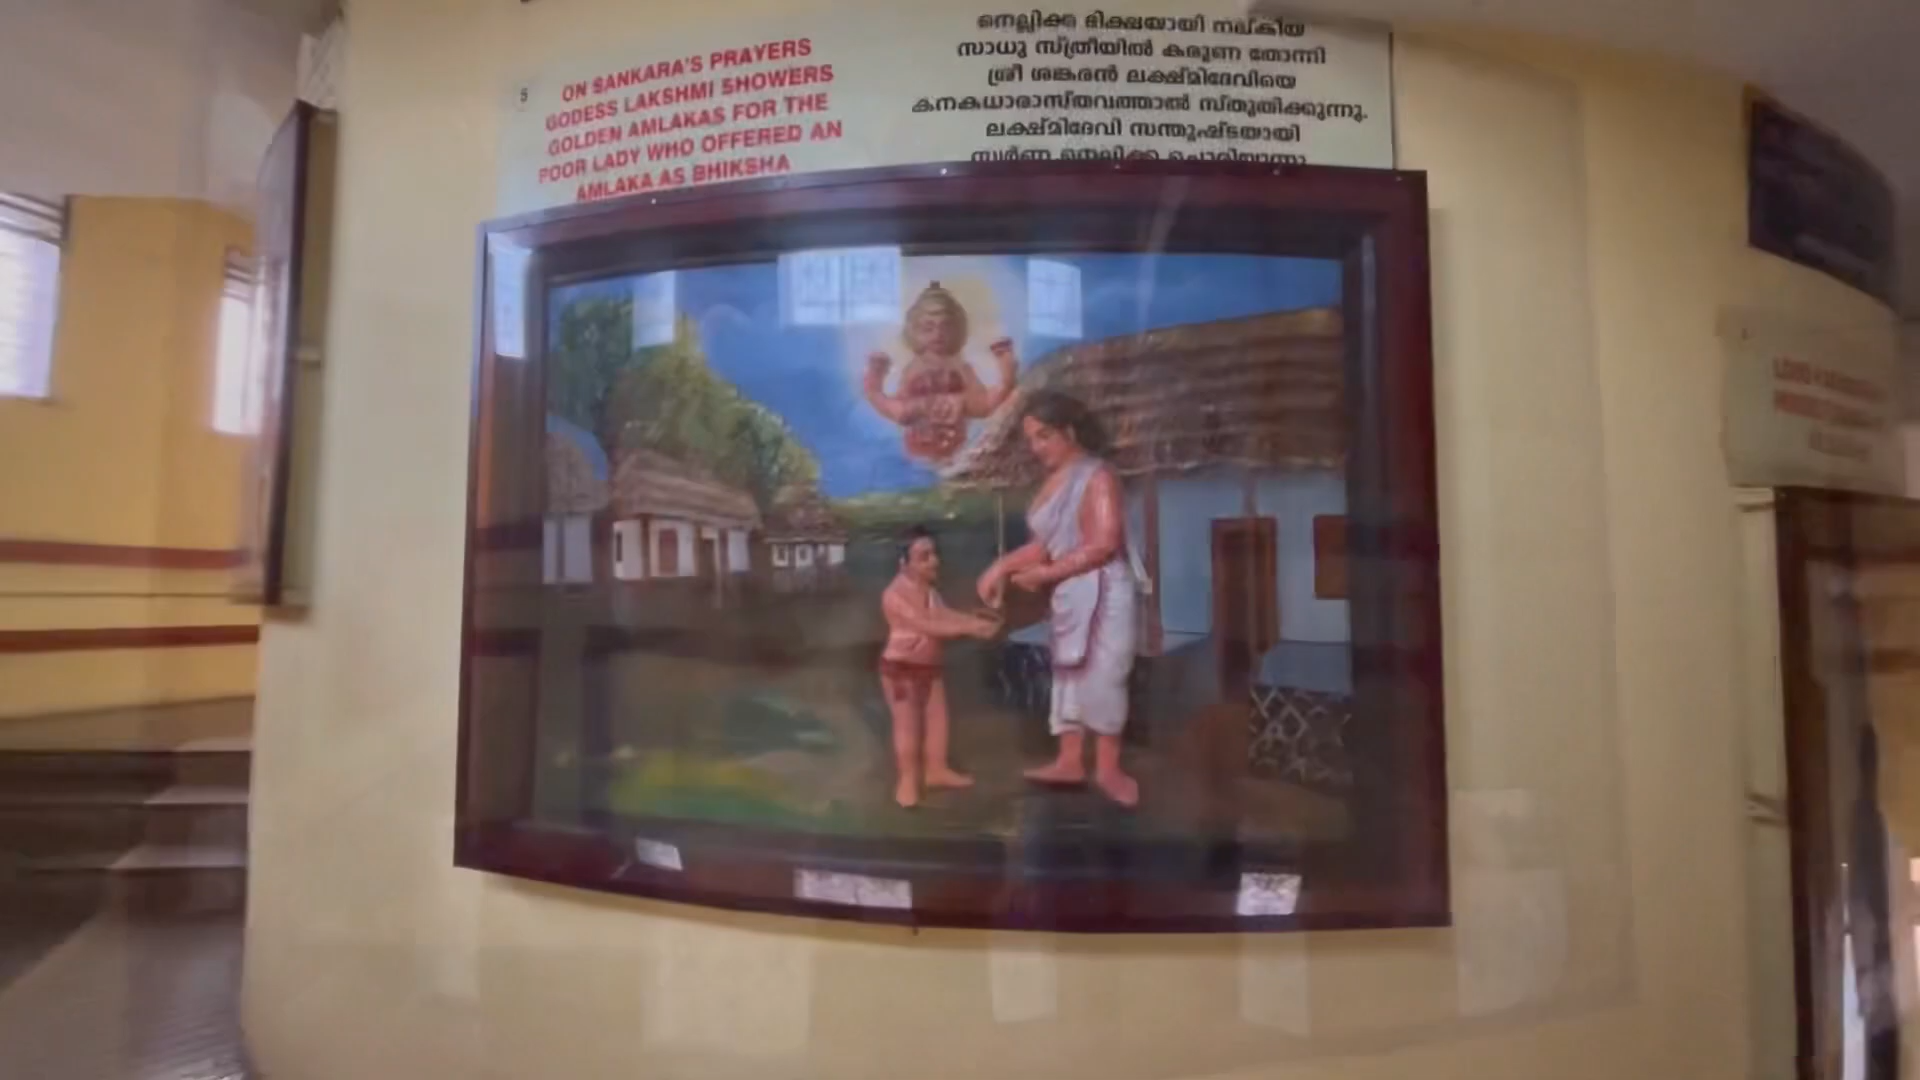 5
ON SANKARA'S PRAYERS
GODESS LAKSHMI SHOWERS
GOLDEN AMLAKAS FOR THE
POOR LADY WHO OFFERED AN
AMLAKA AS BHIKSHA
നെല്ലിക്ക ഭിക്ഷയായി നല്കിയ
സാധു സ്ത്രീയിൽ കരുണ തോന്നി
ശ്രീ ശങ്കരൻ ലക്ഷ്മിദേവിയെ
കനകധാരാസ്തവത്താൽ സ്തുതിക്കുന്നു.
ലക്ഷ്മിദേവി സന്തുഷ്ടയായി
സ്വർണ്ണ നെല്ലിക്ക